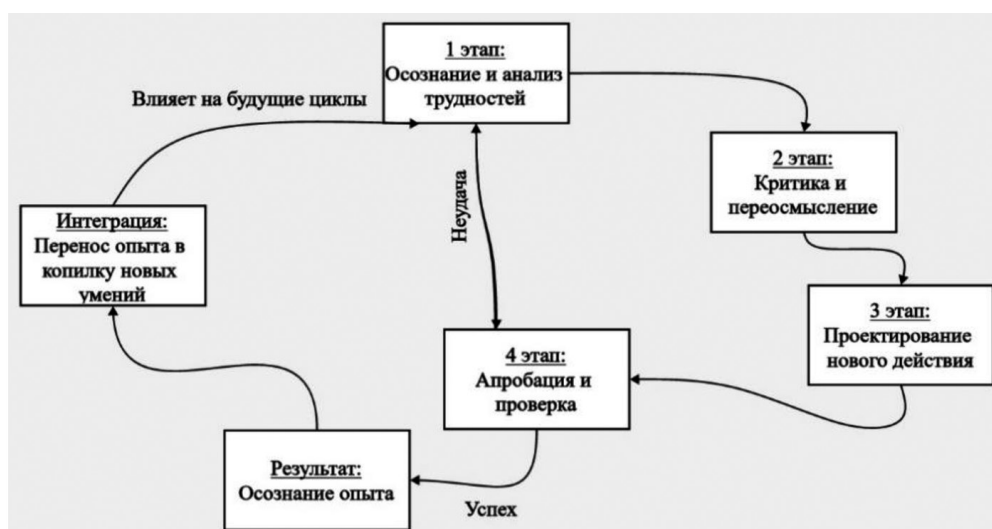 1 этап:
Осознание и анализ
трудностей
Влияет на будущие циклы
2 этап:
Критика и
переосмысление
Неудача
Интеграция:
Перенос опыта в
копилку новых
умений
3 этап:
Проектирование
нового действия
4 этап:
Апробация и
проверка
Результат:
Осознание опыта
Успех